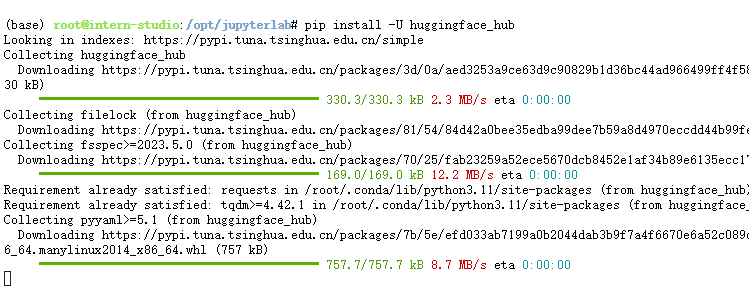 (base) root@intern-studio:/opt/jupyterlab# pip install -U huggingface_hub
Looking in indexes: https://pypi.tuna.tsinghua.edu.cn/simple
Collecting huggingface_hub
  Downloading https://pypi.tuna.tsinghua.edu.cn/packages/3d/0a/aed3253a9ce63d9c90829b1d36bc44ad966499ff4f58
30 kB)
330.3/330.3 kB 2.3 MB/s eta 0:00:00
Collecting filelock (from huggingface_hub)
  Downloading https://pypi.tuna.tsinghua.edu.cn/packages/81/54/84d42a0bee35edba99dee7b59a8d4970eccdd44b99fe
Collecting fsspec>=2023.5.0 (from huggingface_hub)
  Downloading https://pypi.tuna.tsinghua.edu.cn/packages/70/25/fab23259a52ece5670dcb8452e1af34b89e6135ecc17
169.0/169.0 kB 12.2 MB/s eta 0:00:00
Requirement already satisfied: requests in /root/.conda/lib/python3.11/site-packages (from huggingface_hub)
Requirement already satisfied: tqdm>=4.42.1 in /root/.conda/lib/python3.11/site-packages (from huggingface_
Collecting pyyaml>=5.1 (from huggingface_hub)
  Downloading https://pypi.tuna.tsinghua.edu.cn/packages/7b/5e/efd033ab7199a0b2044dab3b9f7a4f6670e6a52c089c
6_64.manylinux2014_x86_64.whl (757 kB)
757.7/757.7 kB 8.7 MB/s eta 0:00:00